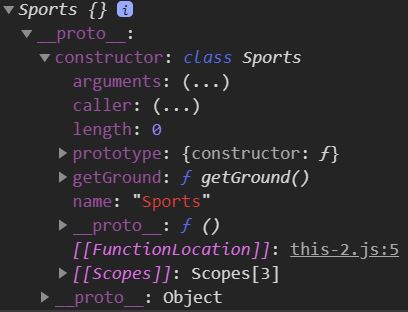 Sports {} i
__proto__:
constructor: class Sports
arguments: (...)
caller: (...)
length: 0
prototype: {constructor: ƒ}
getGround: ƒ getGround()
name: "Sports"
__proto__: ƒ ()
[[FunctionLocation]]: this-2.js:5
[[Scopes]]: Scopes[3]
__proto__: Object